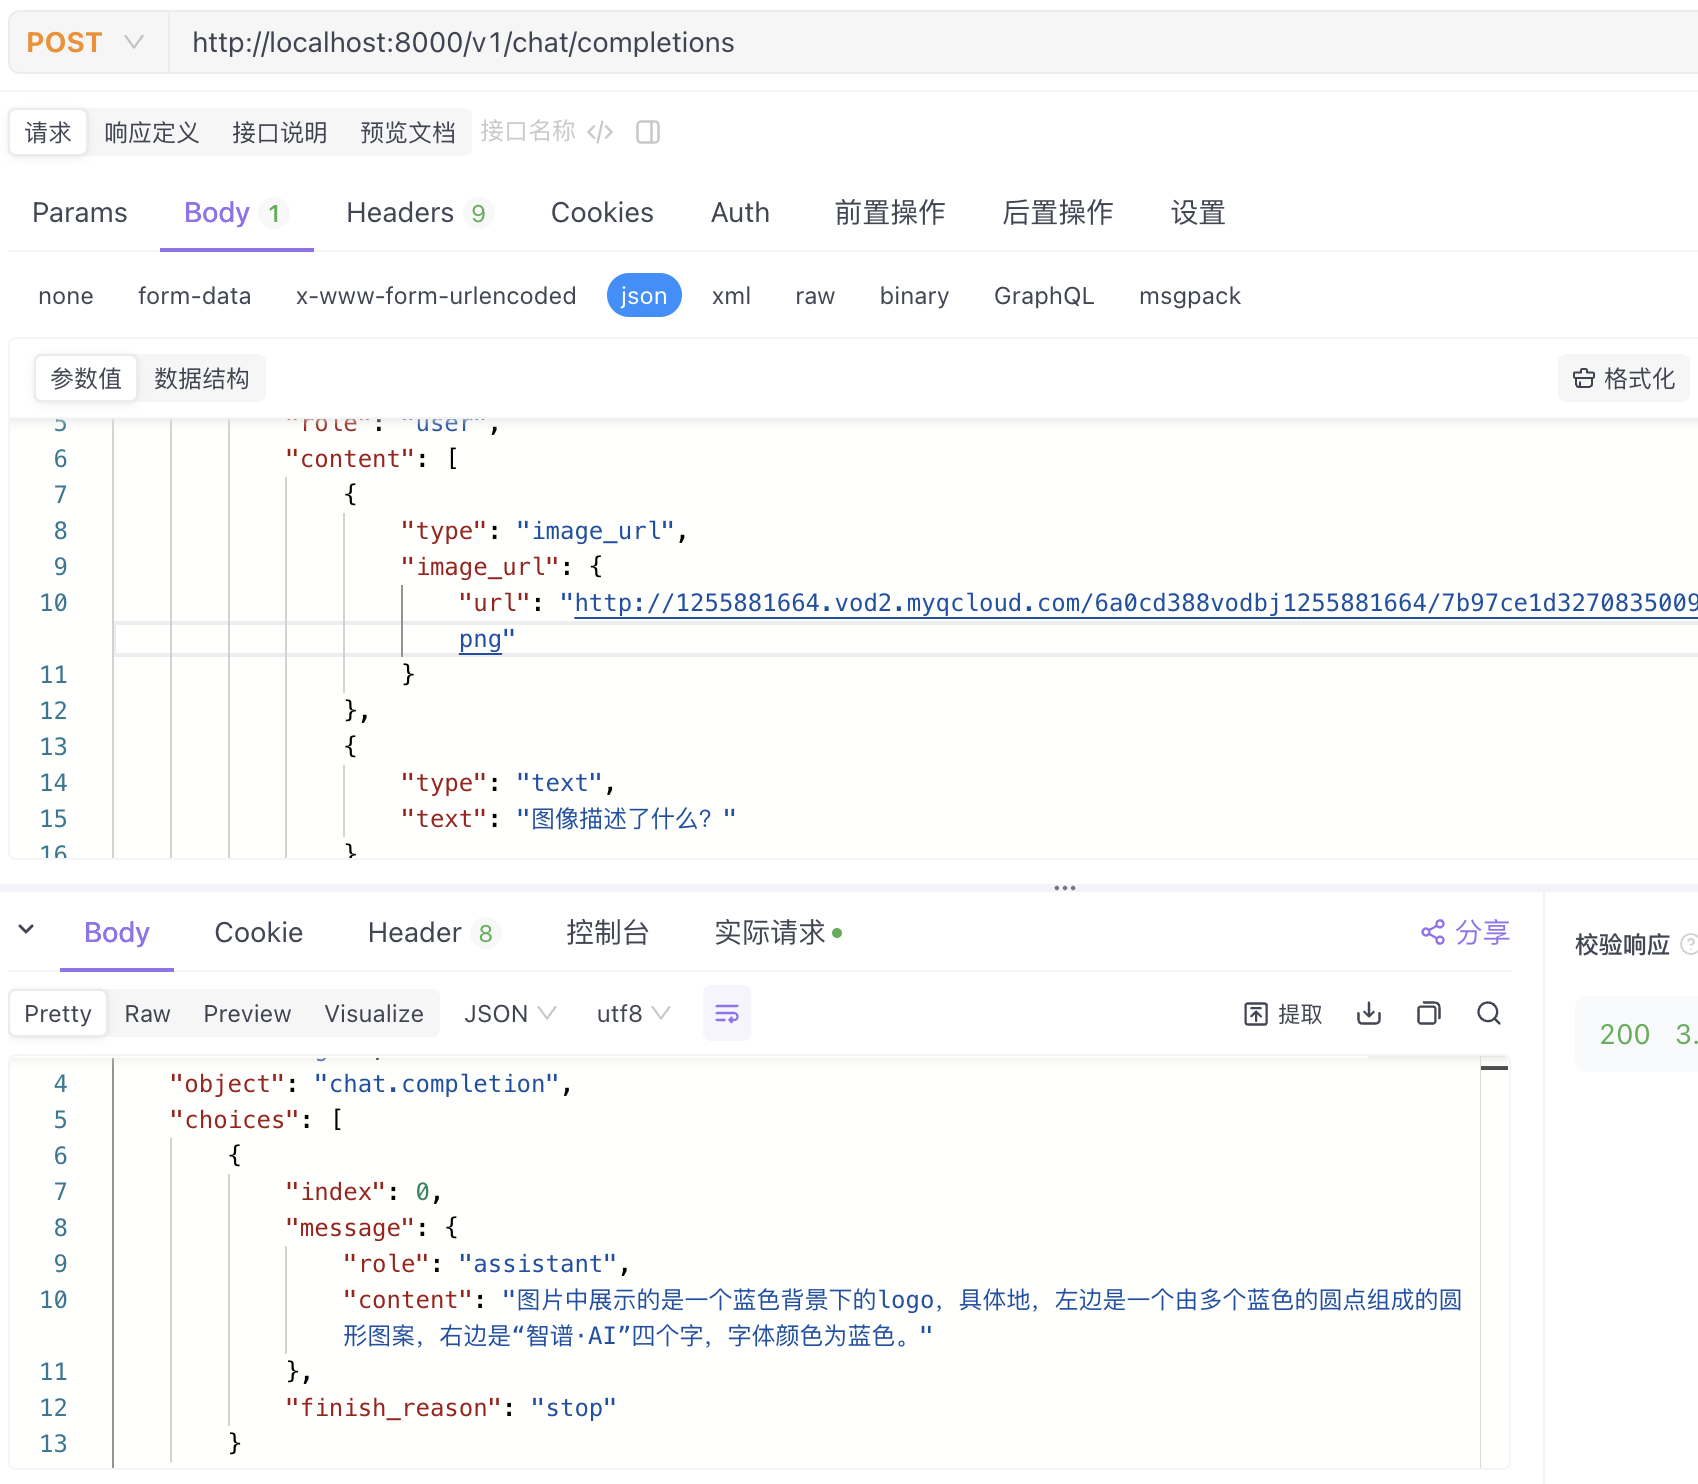 POST http://localhost:8000/v1/chat/completions
请求 响应定义 接口说明 预览文档 接口名称 </>
Params Body 1 Headers 9 Cookies Auth 前置操作 后置操作 设置
none form-data x-www-form-urlencoded json xml raw binary GraphQL msgpack
参数值 数据结构 格式化
5 "role": "user",
6 "content": [
7 {
8 "type": "image_url",
9 "image_url": {
10 "url": "http://1255881664.vod2.myqcloud.com/6a0cd388vodbj1255881664/7b97ce1d3270835009
png"
11 }
12 },
13 {
14 "type": "text",
15 "text": "图像描述了什么？"
16 }
Body Cookie Header 8 控制台 实际请求 分享 校验响应
Pretty Raw Preview Visualize JSON utf8 提取
200 3.
4 "object": "chat.completion",
5 "choices": [
6 {
7 "index": 0,
8 "message": {
9 "role": "assistant",
10 "content": "图片中展示的是一个蓝色背景下的logo，具体地，左边是一个由多个蓝色的圆点组成的圆
形图案，右边是“智谱·AI”四个字，字体颜色为蓝色。"
11 },
12 "finish_reason": "stop"
13 }